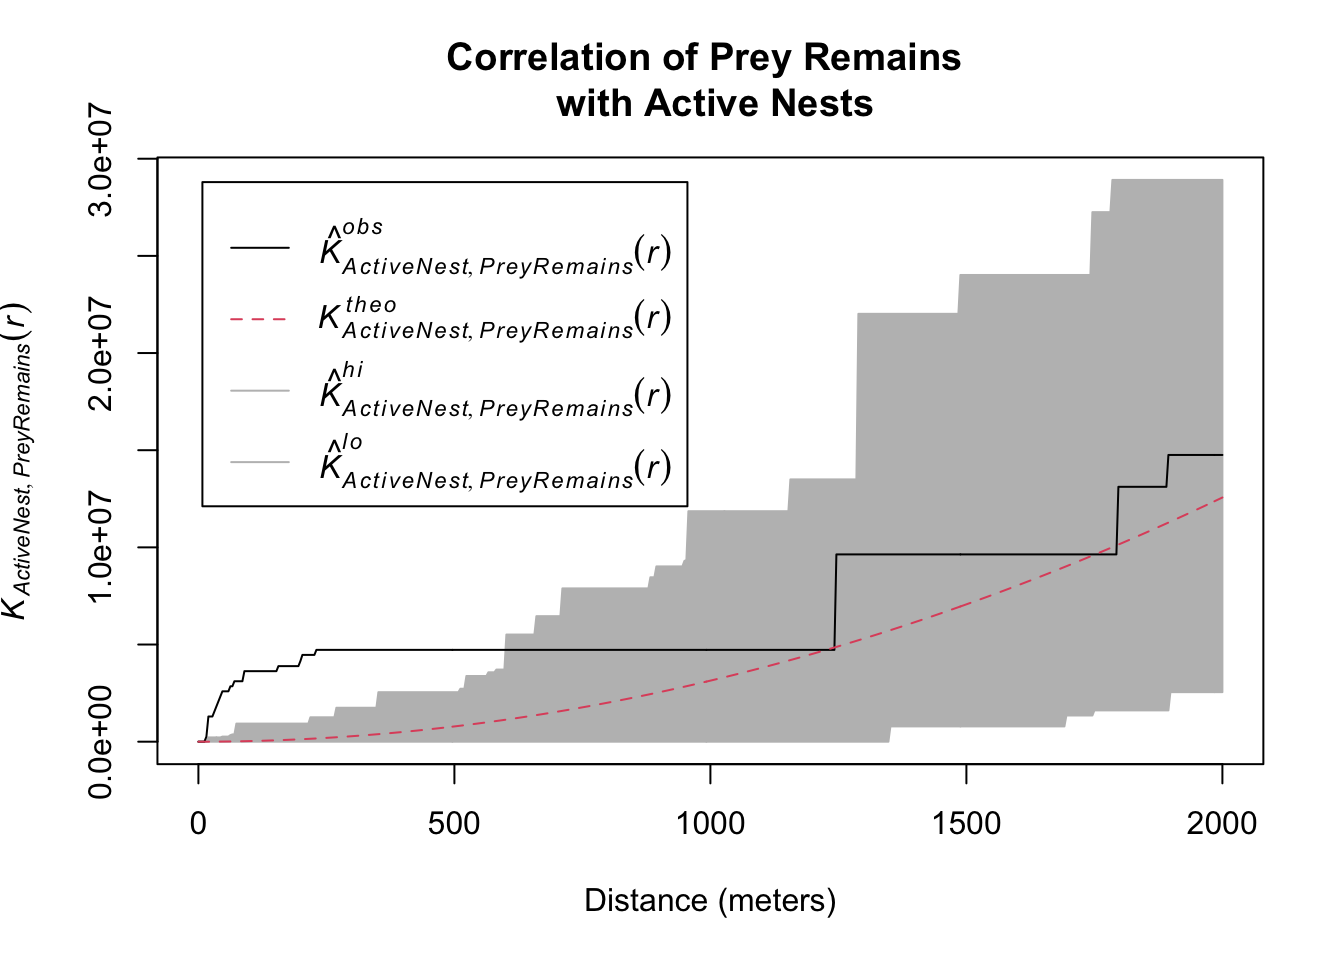 Correlation of Prey Remains
with Active Nests
K̂^obs_ActiveNest, PreyRemains(r)
K^theo_ActiveNest, PreyRemains(r)
K̂^hi_ActiveNest, PreyRemains(r)
K̂^lo_ActiveNest, PreyRemains(r)
K_ActiveNest, PreyRemains(r)
3.0e+07
2.0e+07
1.0e+07
0.0e+00
0 500 1000 1500 2000
Distance (meters)